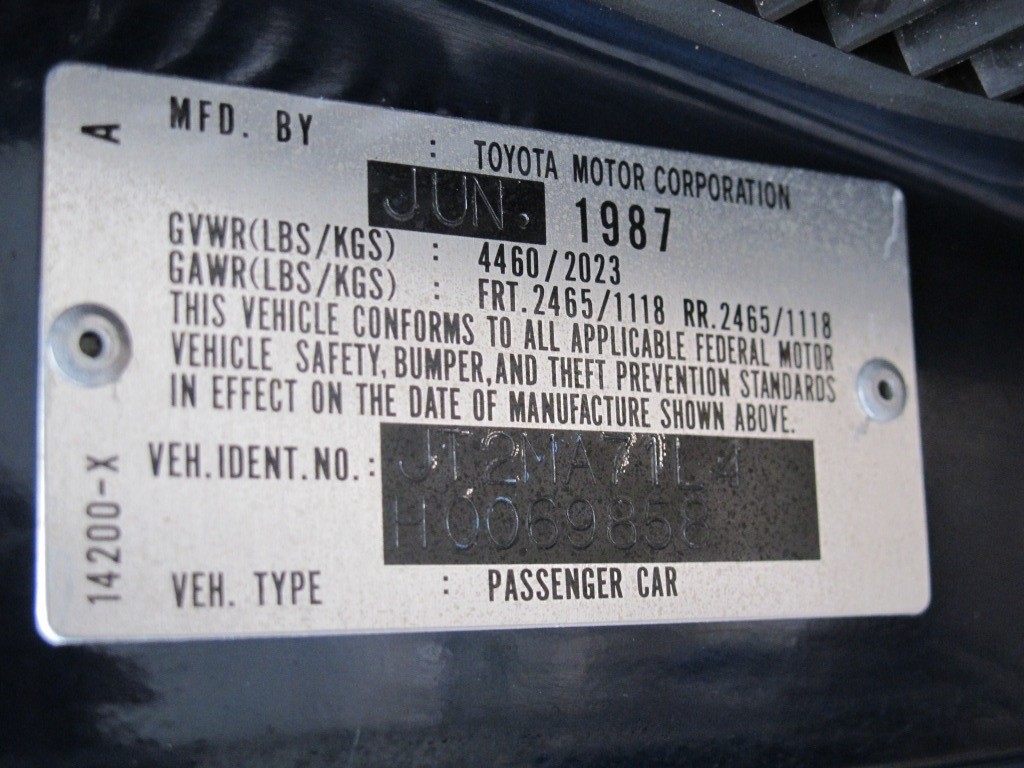 A
MFD. BY : TOYOTA MOTOR CORPORATION
JUN. 1987
GVWR(LBS/KGS) : 4460/2023
GAWR(LBS/KGS) : FRT.2465/1118 RR.2465/1118
THIS VEHICLE CONFORMS TO ALL APPLICABLE FEDERAL MOTOR
VEHICLE SAFETY, BUMPER, AND THEFT PREVENTION STANDARDS
IN EFFECT ON THE DATE OF MANUFACTURE SHOWN ABOVE.
VEH.IDENT.NO.: JT2MA71L4
H0069858
VEH. TYPE : PASSENGER CAR
14200-X